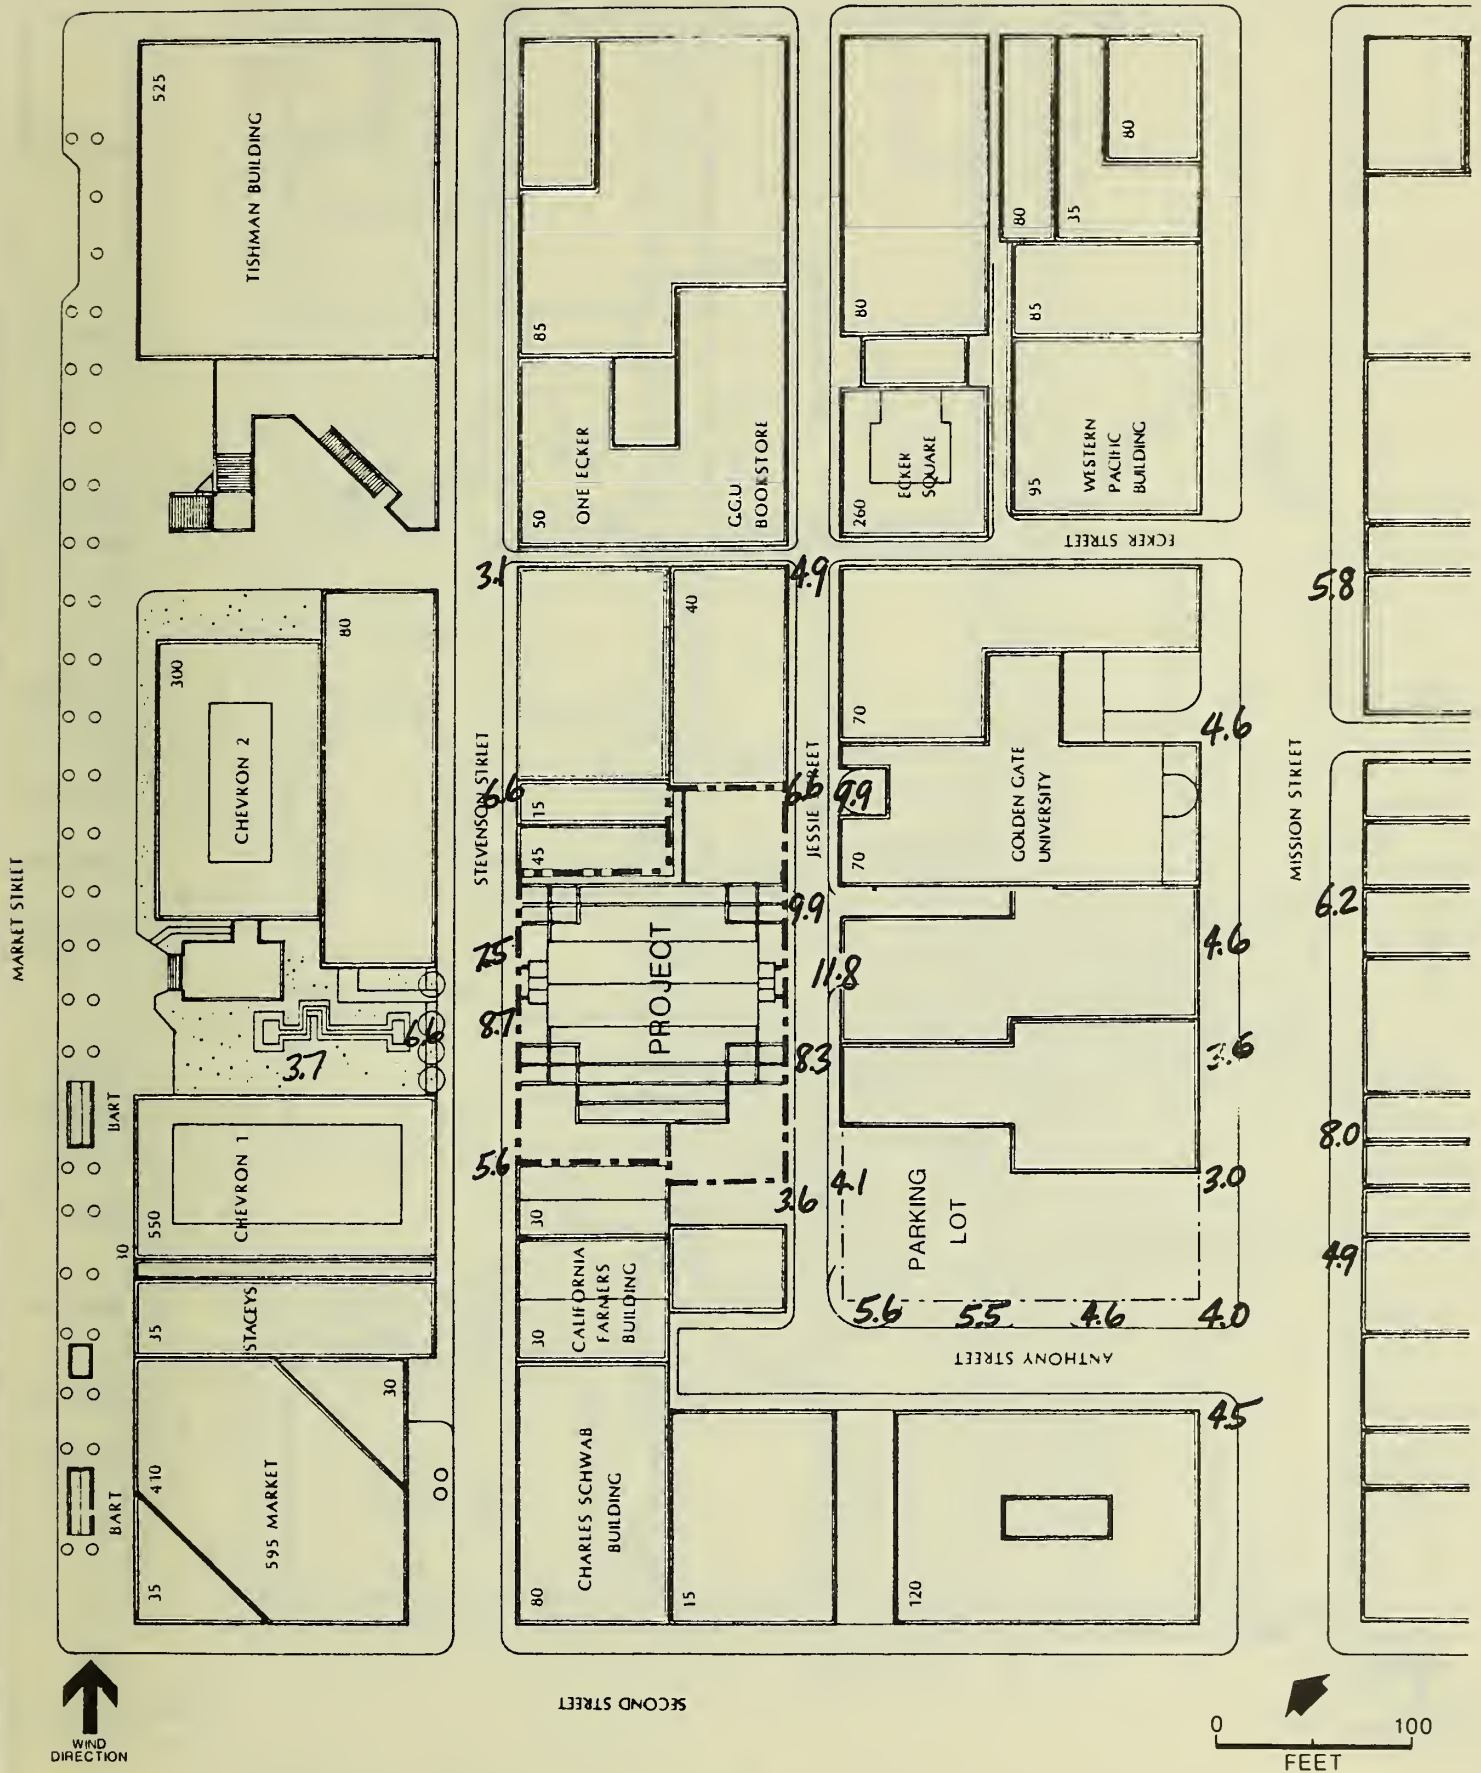 MARKET STREET
525
TISHMAN BUILDING
300
CHEVRON 2
80
3.7
6.6
BART
550
CHEVRON 1
30
35
STACEYS
410
30
595 MARKET
35
BART
STEVENSON STREET
3.1
6.6
7.5
8.7
5.6
85
50
ONE ECKER
G.G.U.
BOOKSTORE
4.9
40
15
45
PROJECT
6.6
9.9
11.8
8.3
3.6
30
CALIFORNIA
FARMERS
BUILDING
30
CHARLES SCHWAB
BUILDING
80
15
JESSIE STREET
80
80
80
35
85
260
ECKER
SQUARE
95
WESTERN
PACIFIC
BUILDING
ECKER STREET
70
9.9
70
GOLDEN GATE
UNIVERSITY
4.6
4.6
3.6
3.0
4.1
PARKING
LOT
5.6 5.5 4.6 4.0
ANTHONY STREET
4.5
120
MISSION STREET
5.8
6.2
8.0
4.9
SECOND STREET
WIND
DIRECTION
0 100
FEET